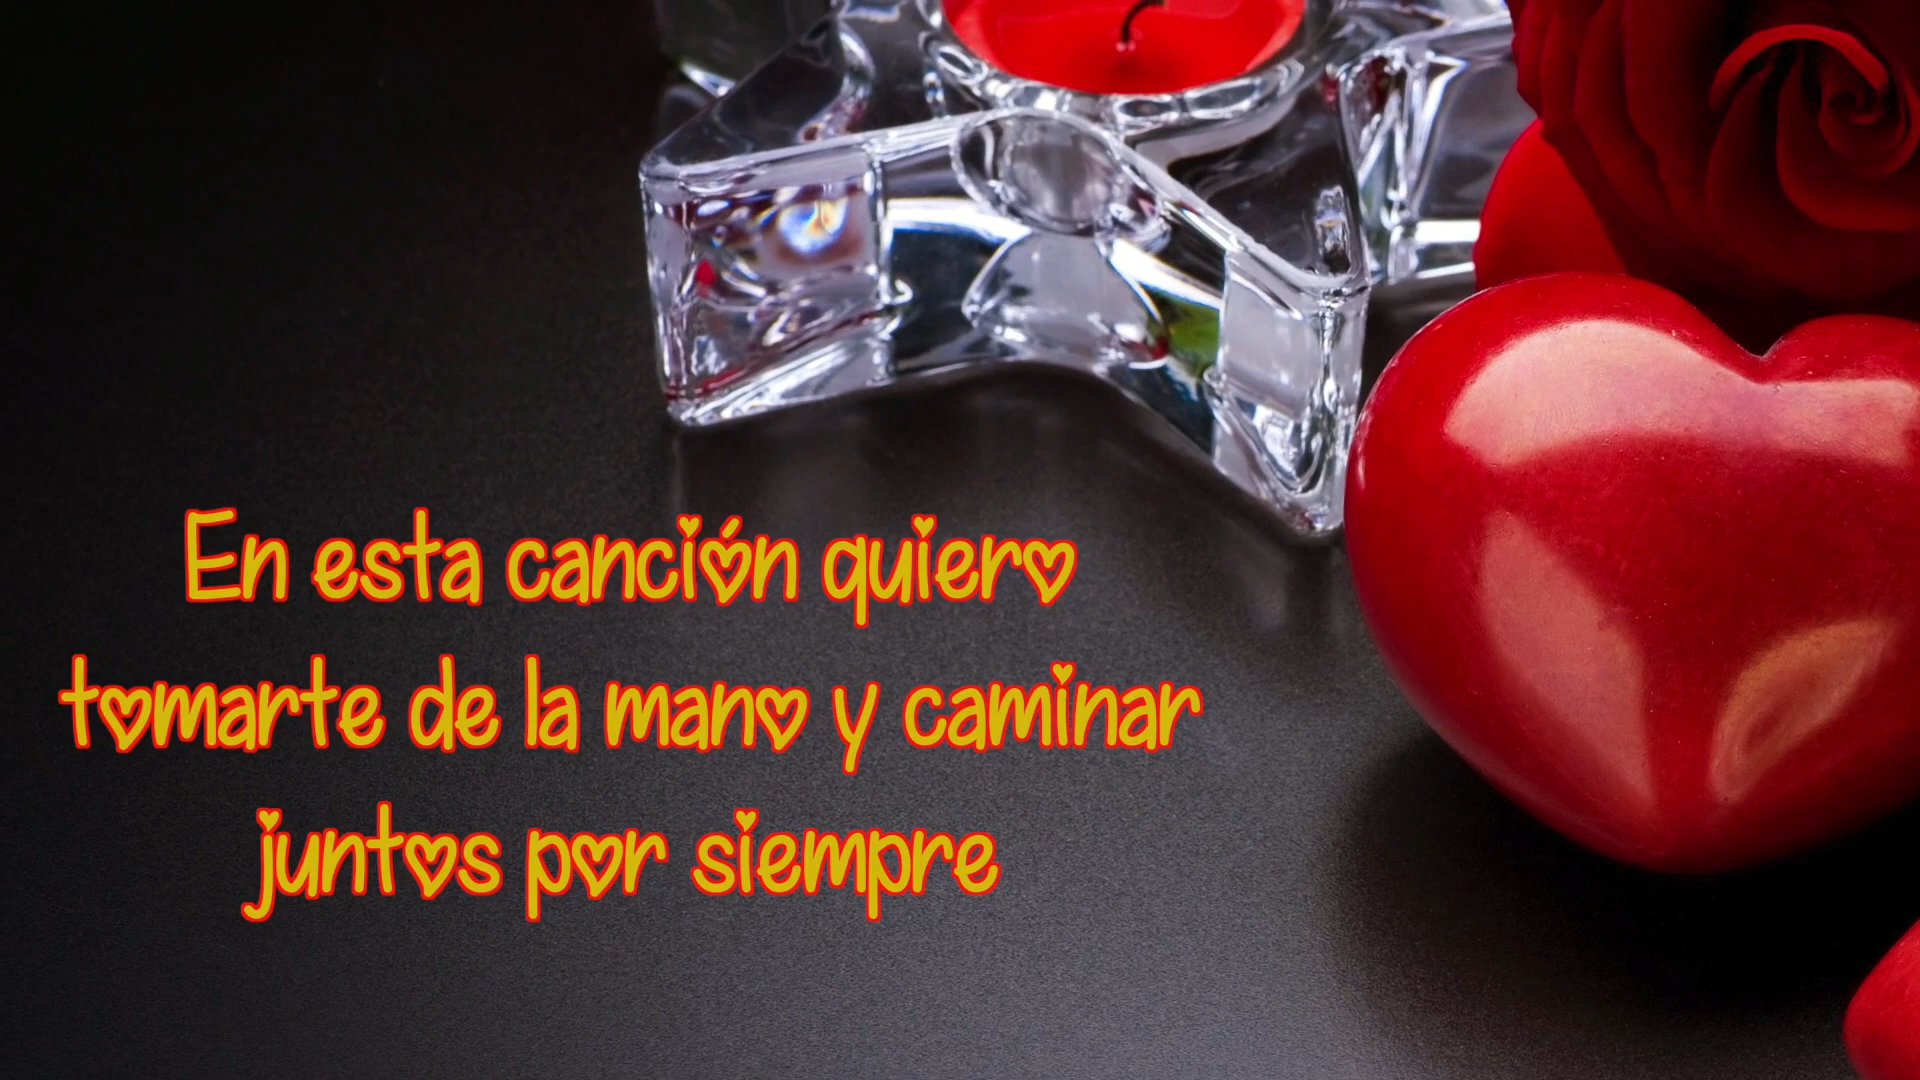 En esta canción quiero
tomarte de la mano y caminar
juntos por siempre